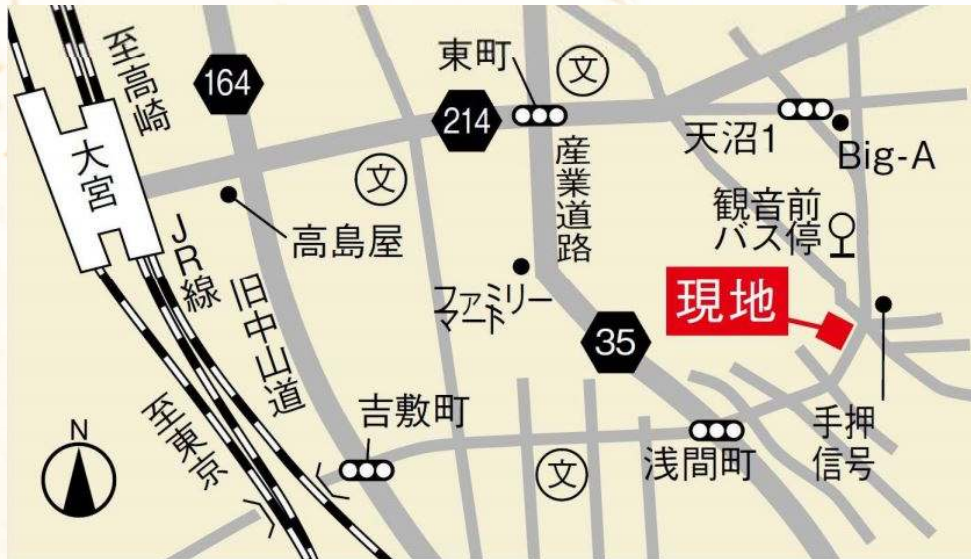 至高崎
164
東町
文
214
天沼1
Big-A
大宮
文
産業道路
観音前
バス停
高島屋
JR線
旧中山道
ファミリー
マート
現地
35
吉敷町
至東京
浅間町
手押
信号
文
N